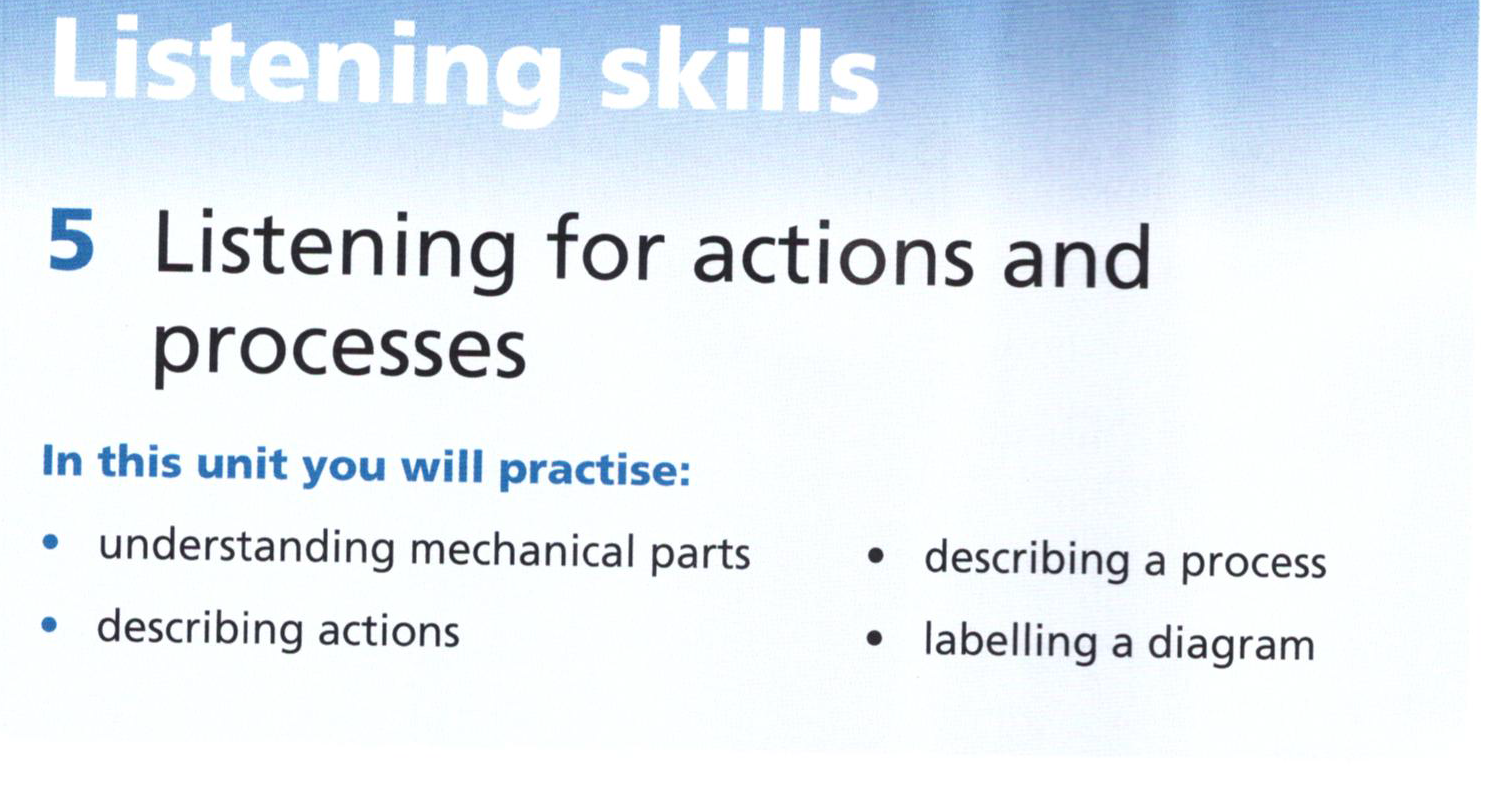 Listening skills
5 Listening for actions and
processes
In this unit you will practise:
• understanding mechanical parts
• describing actions
• describing a process
• labelling a diagram